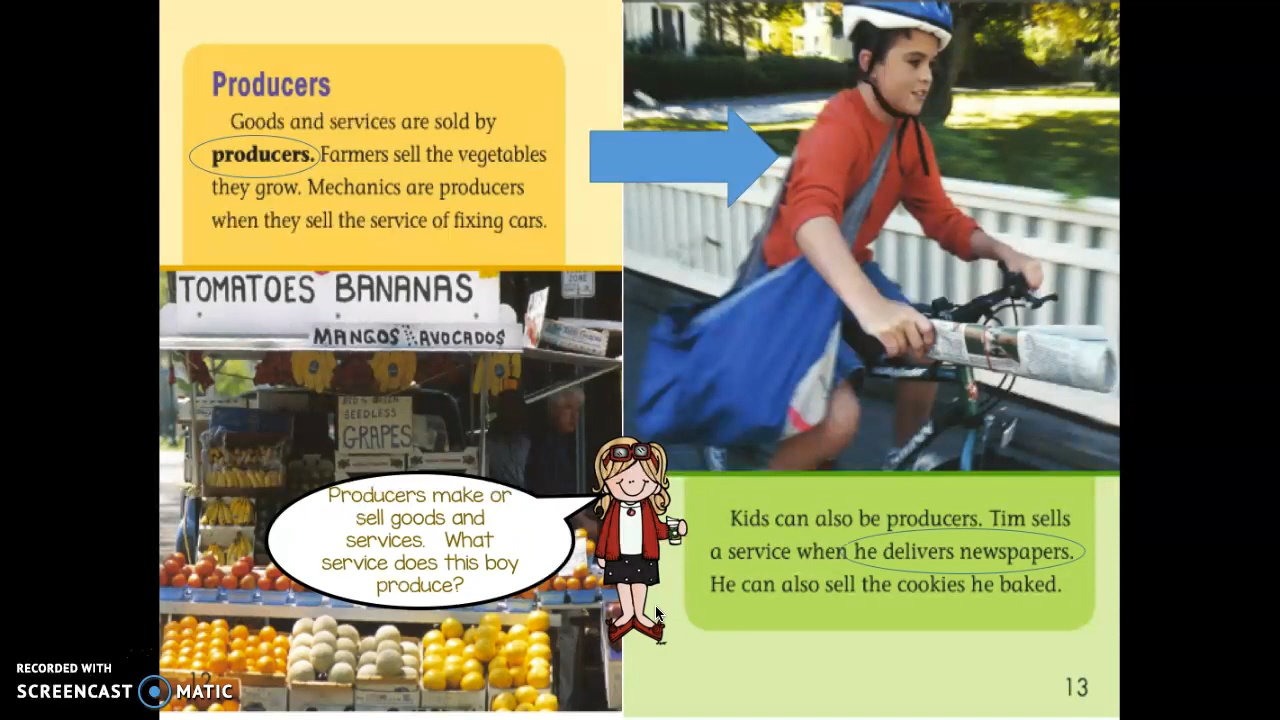 Producers
Goods and services are sold by
producers. Farmers sell the vegetables
they grow. Mechanics are producers
when they sell the service of fixing cars.
TOMATOES BANANAS
MANGOS AVOCADOS
ZONE
SEEDLESS
GRAPES
Producers make or
sell goods and
services. What
service does this boy
produce?
12
Kids can also be producers. Tim sells
a service when he delivers newspapers.
He can also sell the cookies he baked.
13
RECORDED WITH
SCREENCAST MATIC